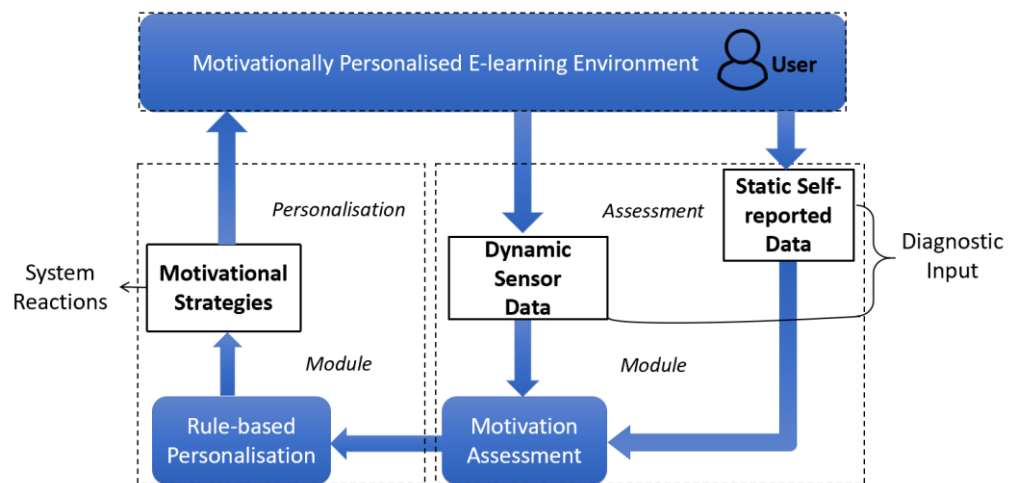 Motivationally Personalised E-learning Environment
User
Personalisation
Assessment
Static Self-
reported
Data
Dynamic
Sensor
Data
Diagnostic
Input
System
Reactions
Motivational
Strategies
Module
Module
Rule-based
Personalisation
Motivation
Assessment